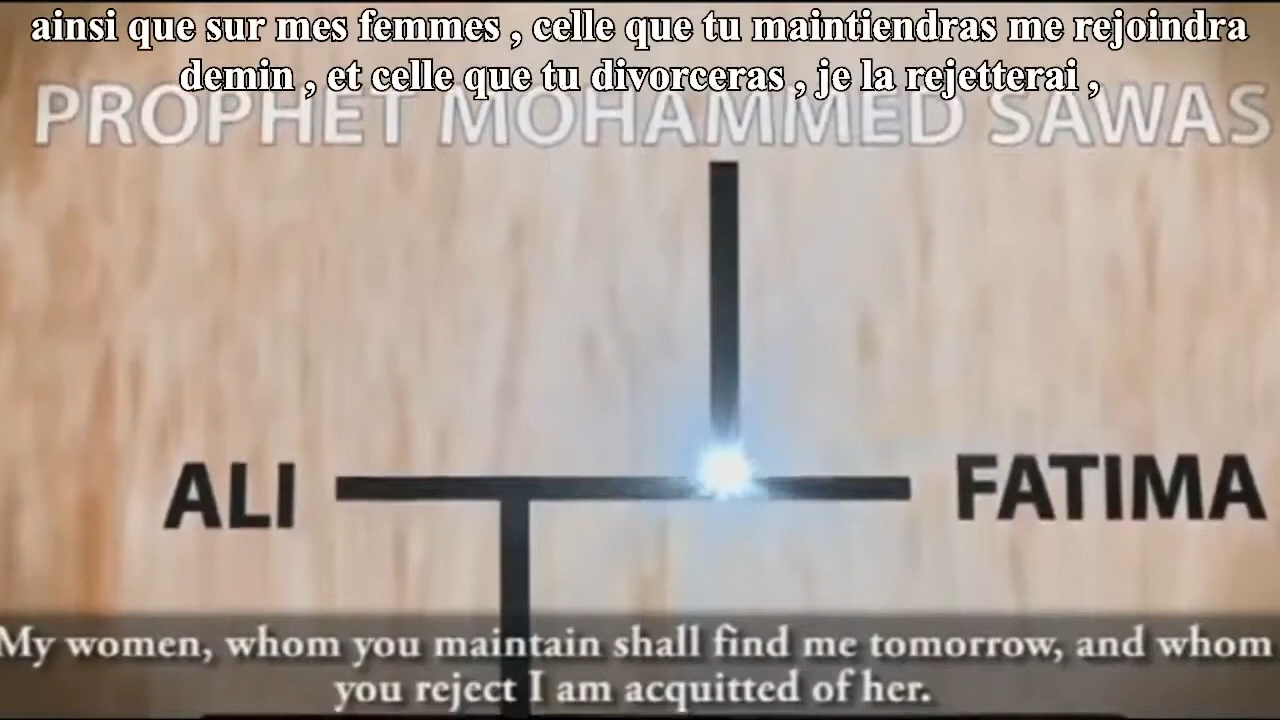 ainsi que sur mes femmes , celle que tu maintiendras me rejoindra
demin , et celle que tu divorceras , je la rejetterai ,
PROPHET MOHAMMED SAWAS
ALI
FATIMA
My women, whom you maintain shall find me tomorrow, and whom
you reject I am acquitted of her.